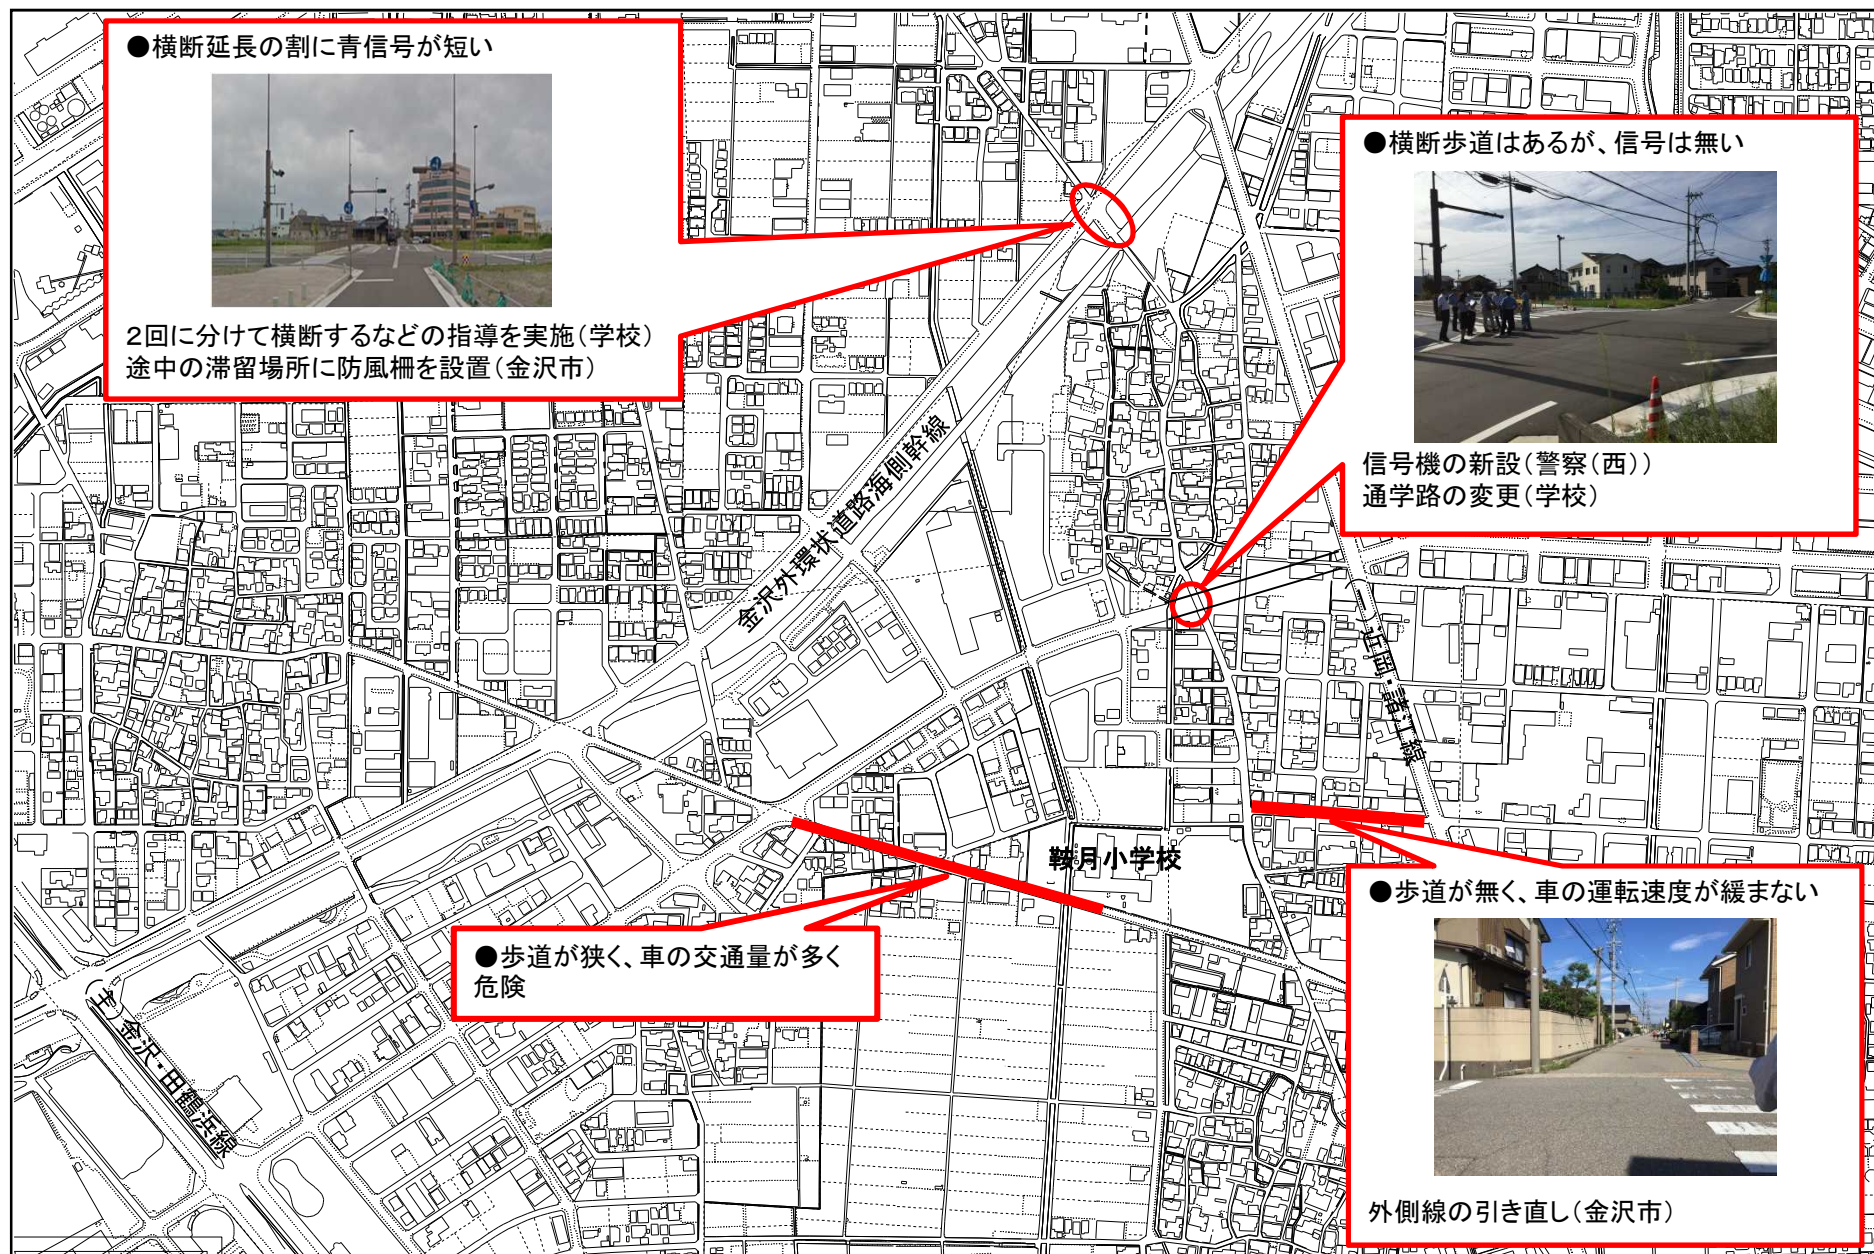 ●横断延長の割に青信号が短い
2回に分けて横断するなどの指導を実施(学校)
途中の滞留場所に防風柵を設置(金沢市)
●横断歩道はあるが、信号は無い
信号機の新設(警察(西))
通学路の変更(学校)
金沢外環状道路海側幹線
(一)近岡・諸江線
鞍月小学校
●歩道が狭く、車の交通量が多く
危険
●歩道が無く、車の運転速度が緩まない
外側線の引き直し(金沢市)
(主)金沢・田鶴浜線